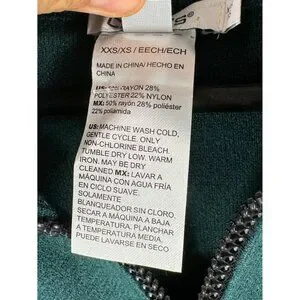 XXS/XS / EECH/ECH
MADE IN CHINA/ HECHO EN
CHINA
US: 50% RAYON 28%
POLYESTER 22% NYLON
MX: 50% rayón 28% poliéster
22% poliamida
US: MACHINE WASH COLD,
GENTLE CYCLE. ONLY
NON-CHLORINE BLEACH.
TUMBLE DRY LOW. WARM
IRON. MAY BE DRY
CLEANED MX: LAVAR A
MÁQUINA CON AGUA FRÍA
EN CICLO SUAVE.
SOLAMENTE
BLANQUEADOR SIN CLORO.
SECAR A MÁQUINA A BAJA
TEMPERATURA. PLANCHAR
A TEMPERATURA MEDIA.
PUEDE LAVARSE EN SECO